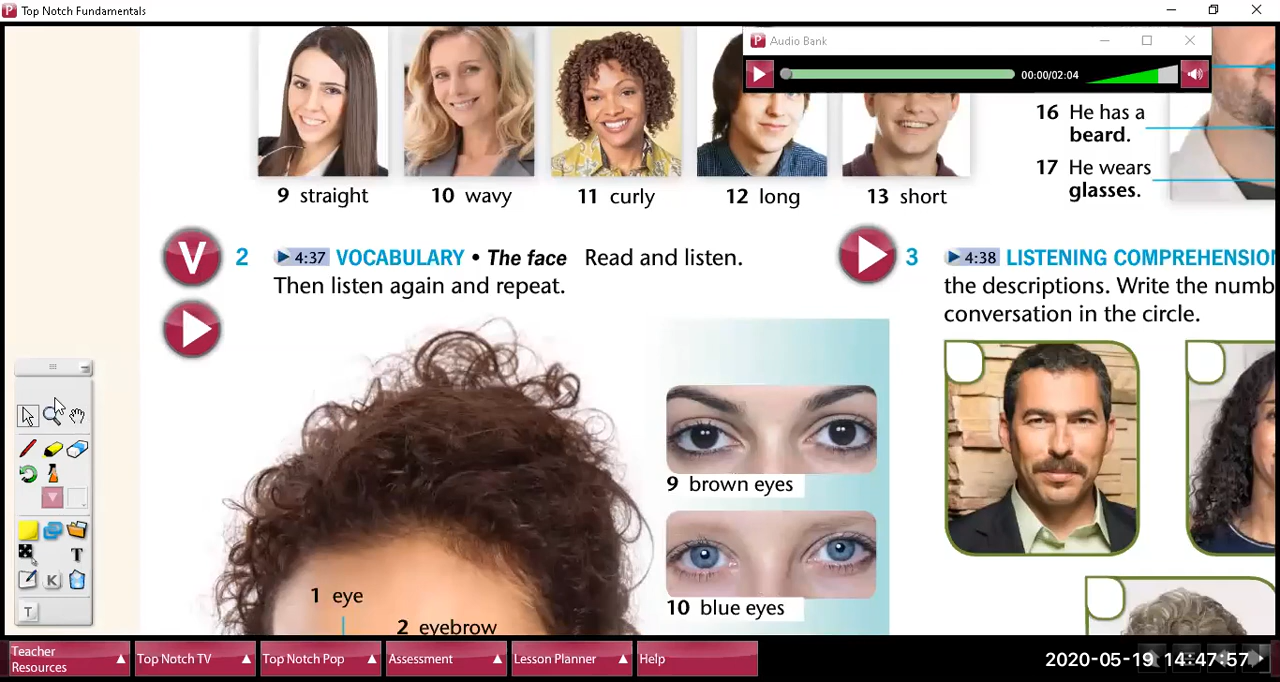 Top Notch Fundamentals
Audio Bank
00:00/02:04
9 straight
10 wavy
11 curly
12 long
13 short
16 He has a
beard.
17 He wears
glasses.
2 4:37 VOCABULARY • The face Read and listen.
Then listen again and repeat.
3 4:38 LISTENING COMPREHENSION
the descriptions. Write the numb
conversation in the circle.
9 brown eyes
10 blue eyes
1 eye
2 eyebrow
V
T
K
T
Teacher
Resources
Top Notch TV
Top Notch Pop
Assessment
Lesson Planner
Help
2020-05-19 14:47:57